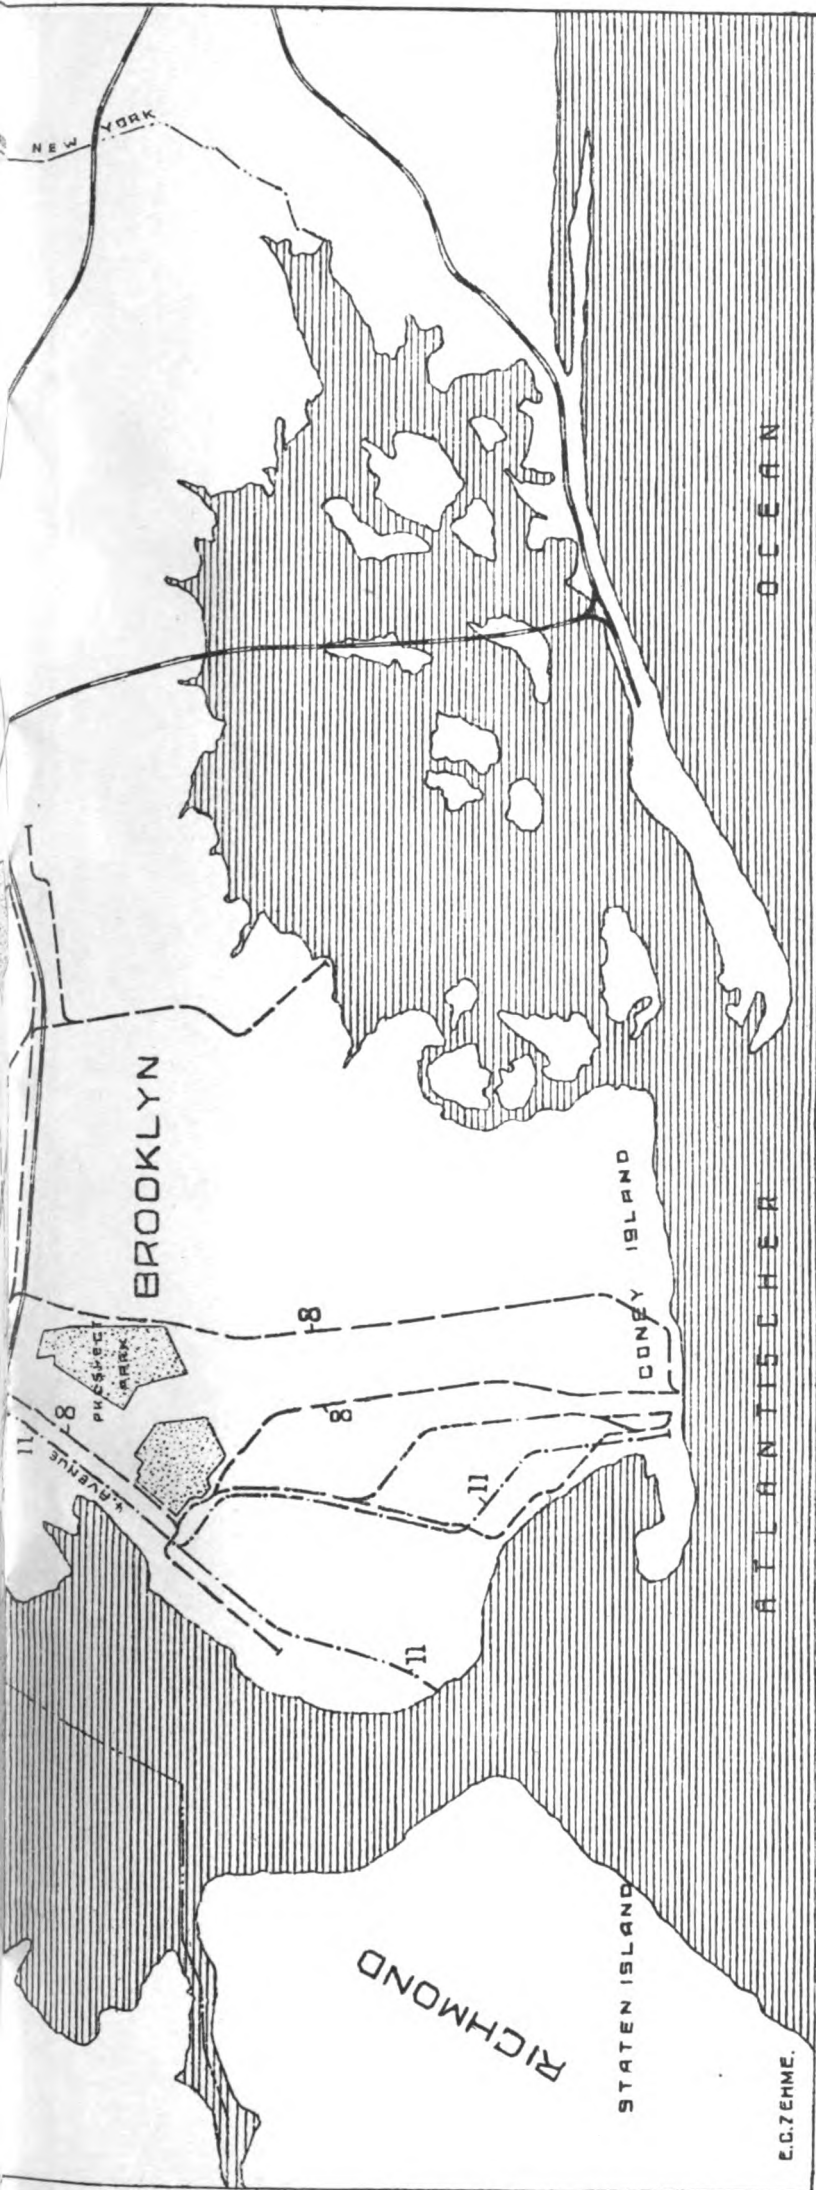 NEW YORK
OCEAN
BROOKLYN
CONEY ISLAND
ATLANTISCHER
8
PROSPECT
PARK
8
8
11
4. AVENUE
11
11
RICHMOND
STATEN ISLAND
E.C.ZEHME.